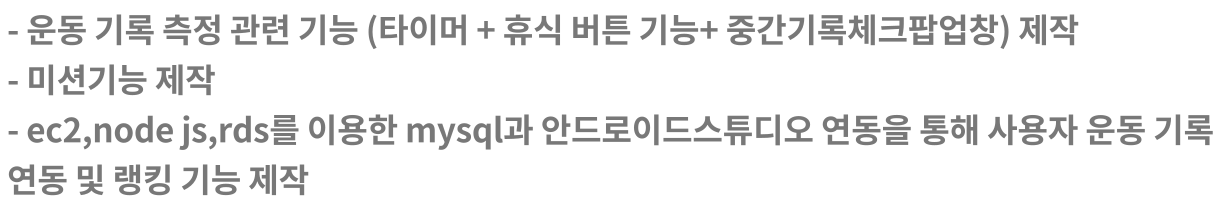 - 운동 기록 측정 관련 기능 (타이머 + 휴식 버튼 기능+ 중간기록체크팝업창) 제작
- 미션기능 제작
- ec2,node js,rds를 이용한 mysql과 안드로이드스튜디오 연동을 통해 사용자 운동 기록
연동 및 랭킹 기능 제작